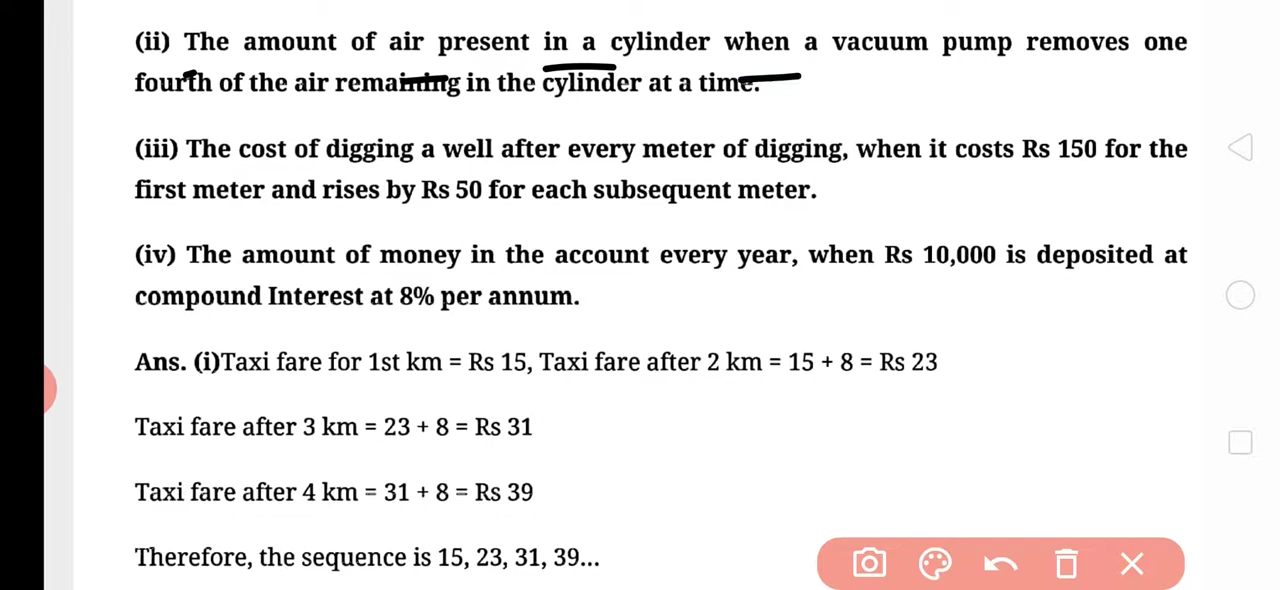 (ii) The amount of air present in a cylinder when a vacuum pump removes one
fourth of the air remaining in the cylinder at a time.
(iii) The cost of digging a well after every meter of digging, when it costs Rs 150 for the
first meter and rises by Rs 50 for each subsequent meter.
(iv) The amount of money in the account every year, when Rs 10,000 is deposited at
compound Interest at 8% per annum.
Ans. (i)Taxi fare for 1st km = Rs 15, Taxi fare after 2 km = 15 + 8 = Rs 23
Taxi fare after 3 km = 23 + 8 = Rs 31
Taxi fare after 4 km = 31 + 8 = Rs 39
Therefore, the sequence is 15, 23, 31, 39...